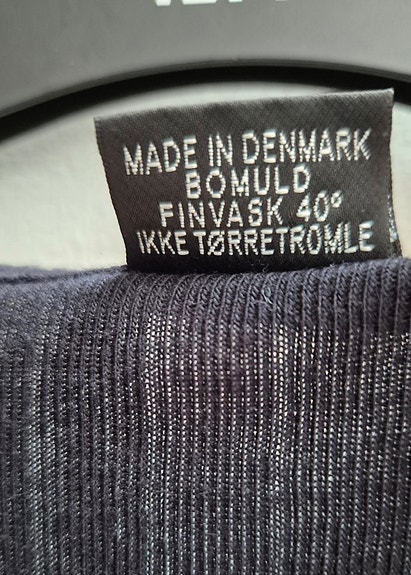 MADE IN DENMARK
BOMULD
FINVASK 40°
IKKE TØRRETROMLE